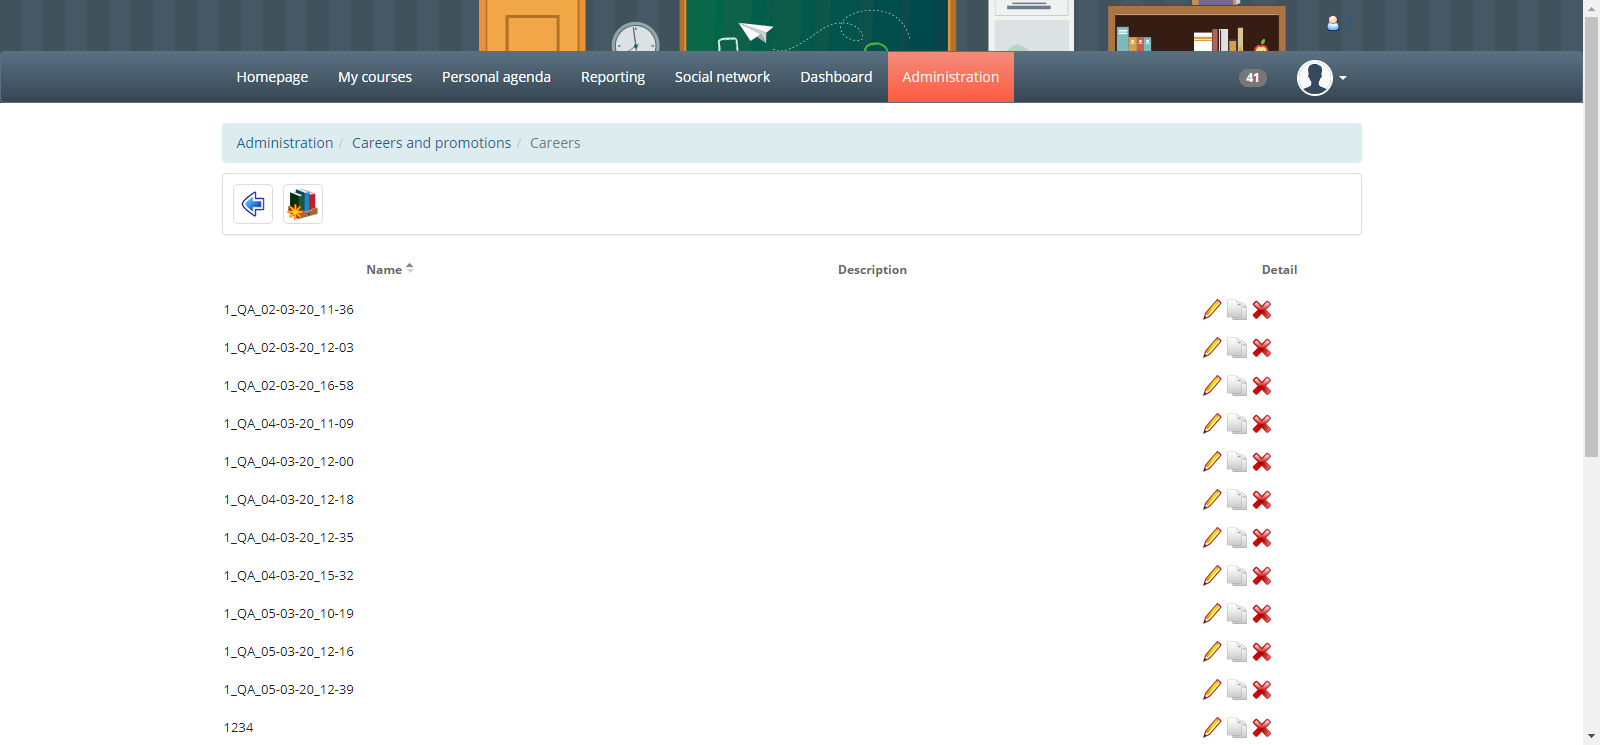 Homepage My courses Personal agenda Reporting Social network Dashboard Administration 41
Administration / Careers and promotions / Careers
Name Description Detail
1_QA_02-03-20_11-36
1_QA_02-03-20_12-03
1_QA_02-03-20_16-58
1_QA_04-03-20_11-09
1_QA_04-03-20_12-00
1_QA_04-03-20_12-18
1_QA_04-03-20_12-35
1_QA_04-03-20_15-32
1_QA_05-03-20_10-19
1_QA_05-03-20_12-16
1_QA_05-03-20_12-39
1234